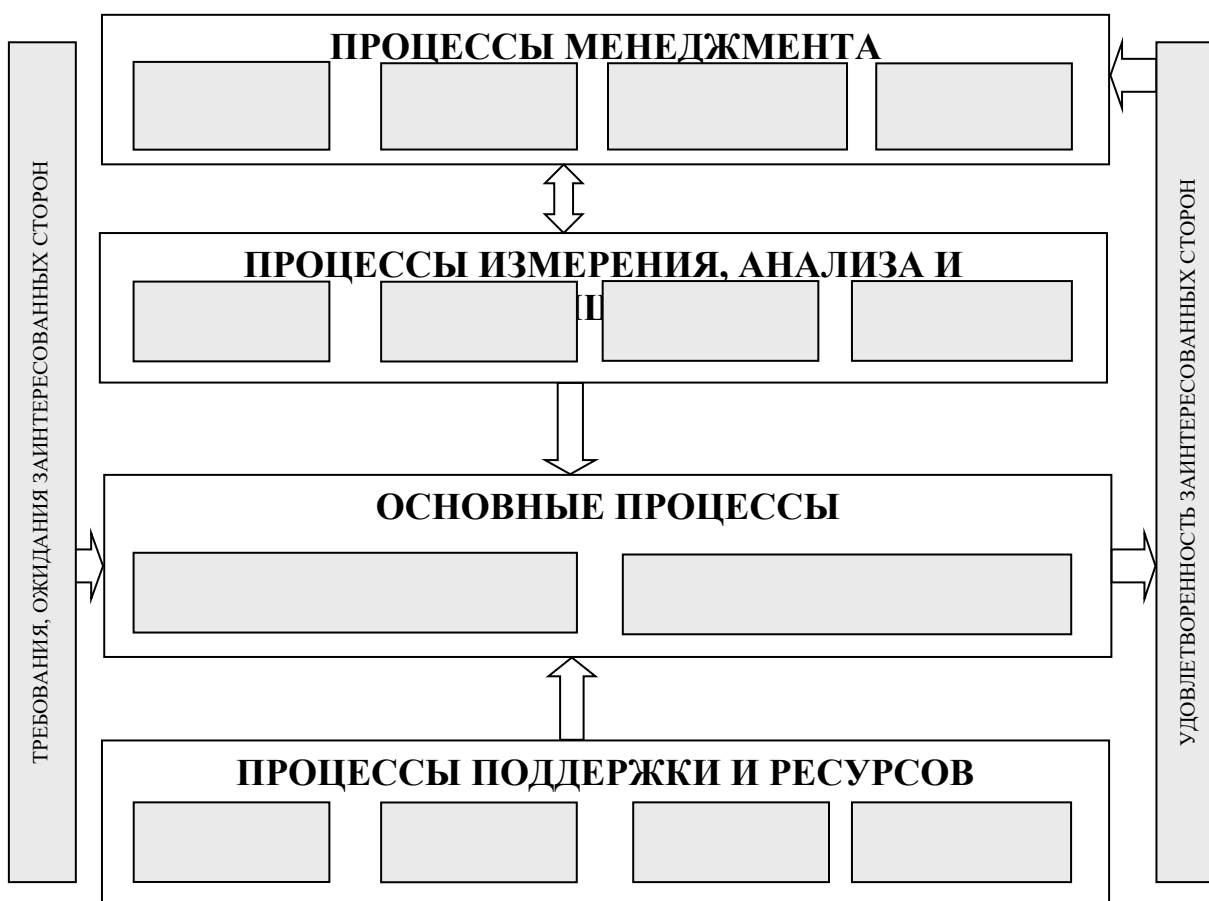 ПРОЦЕССЫ МЕНЕДЖМЕНТА
ТРЕБОВАНИЯ, ОЖИДАНИЯ ЗАИНТЕРЕСОВАННЫХ СТОРОН
УДОВЛЕТВОРЕННОСТЬ ЗАИНТЕРЕСОВАННЫХ СТОРОН
ПРОЦЕССЫ ИЗМЕРЕНИЯ, АНАЛИЗА И
ОСНОВНЫЕ ПРОЦЕССЫ
ПРОЦЕССЫ ПОДДЕРЖКИ И РЕСУРСОВ